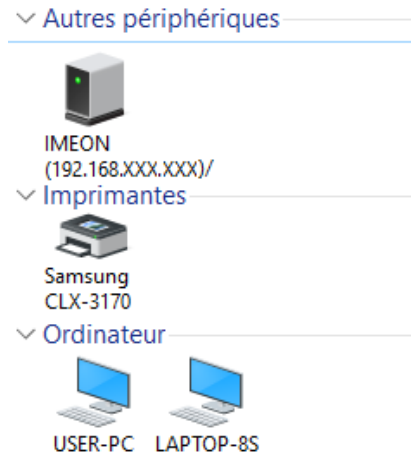 Autres périphériques
IMEON
(192.168.XXX.XXX)/
Imprimantes
Samsung
CLX-3170
Ordinateur
USER-PC LAPTOP-8S